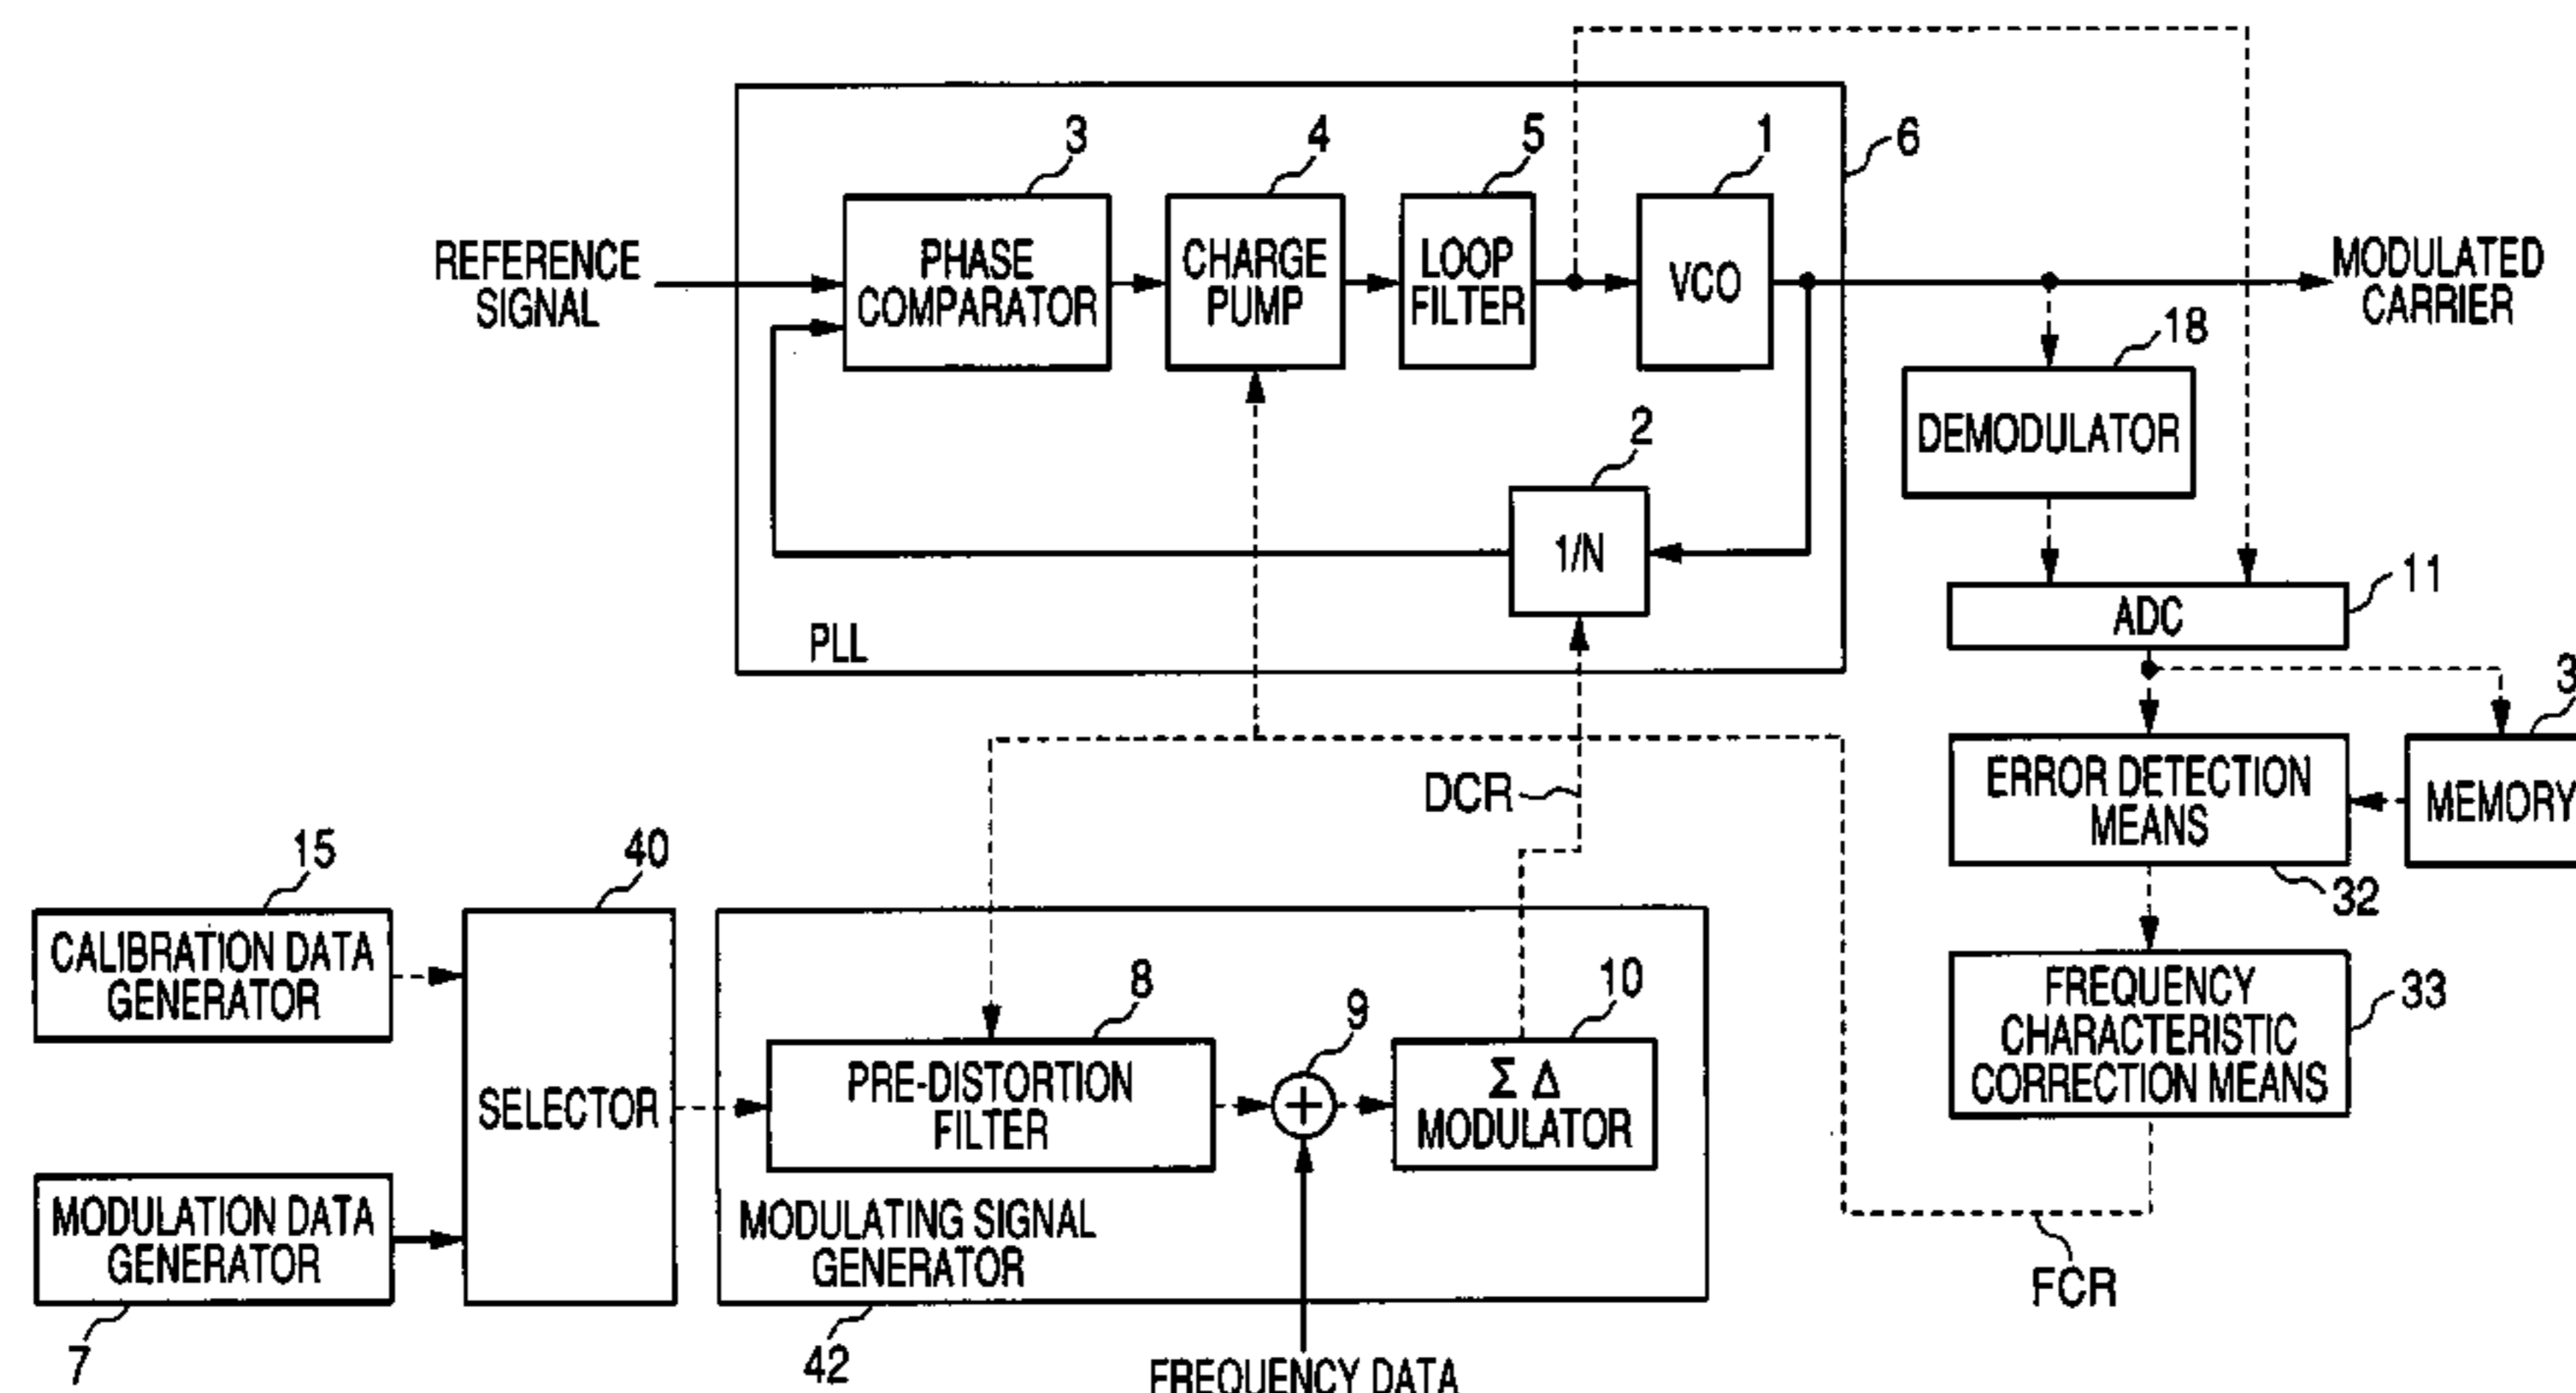 3
4
5
1
6
REFERENCE
SIGNAL
PHASE
COMPARATOR
CHARGE
PUMP
LOOP
FILTER
VCO
MODULATED
CARRIER
18
DEMODULATOR
2
1/N
PLL
11
ADC
3
DCR
ERROR DETECTION
MEANS
MEMORY
32
15
40
CALIBRATION DATA
GENERATOR
SELECTOR
8
9
10
PRE-DISTORTION
FILTER
+
Σ Δ
MODULATOR
FREQUENCY
CHARACTERISTIC
CORRECTION MEANS
33
MODULATION DATA
GENERATOR
MODULATING SIGNAL
GENERATOR
FCR
7
42
FREQUENCY DATA